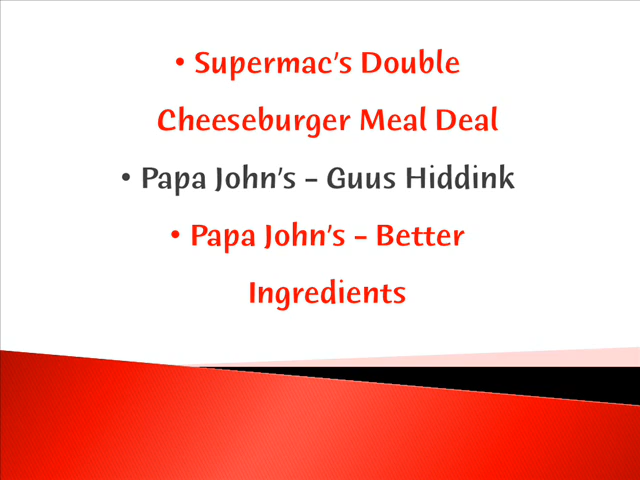 • Supermac's Double
Cheeseburger Meal Deal
• Papa John's – Guus Hiddink
• Papa John's – Better
Ingredients